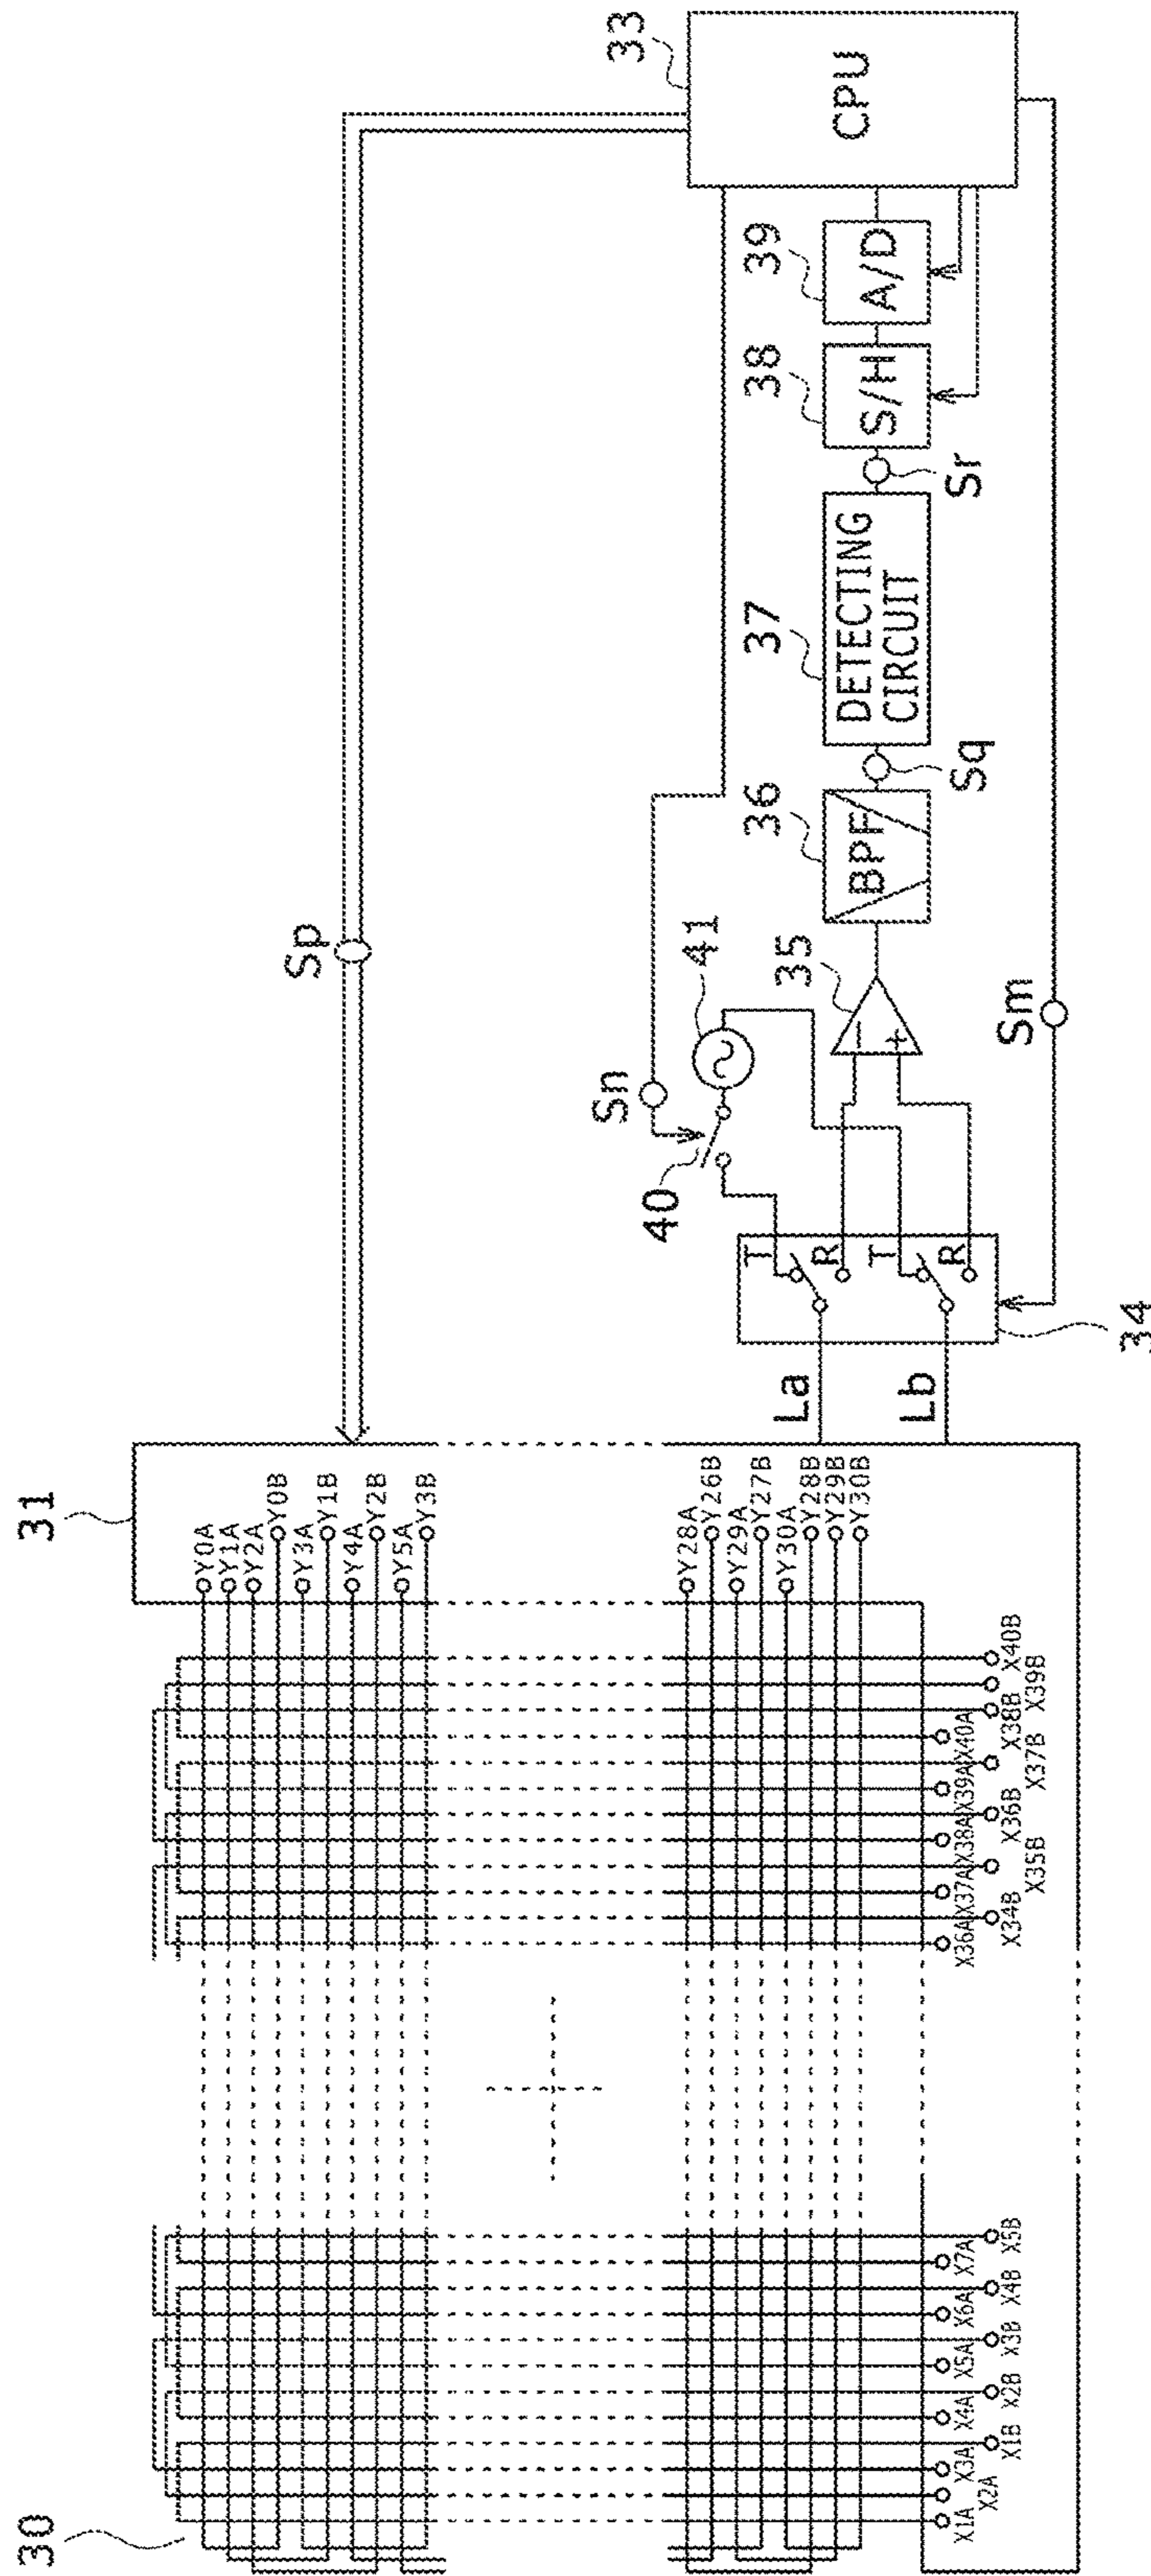 30
31
33
CPU
Sp
39
A/D
38
S/H
Sr
37
DETECTING
CIRCUIT
36
BPF
Sq
35
−
+
41
Sn
40
Sm
34
T
R
T
R
La
Lb
Y0A
Y1A
Y2A
Y0B
Y3A
Y1B
Y4A
Y2B
Y5A
Y3B
Y28A
Y26B
Y29A
Y27B
Y30A
Y28B
Y29B
Y30B
X1A
X2A
X3A
X1B
X4A
X2B
X5A
X3B
X6A
X4B
X7A
X5B
X36A
X34B
X37A
X35B
X38A
X36B
X39A
X37B
X40A
X38B
X39B
X40B